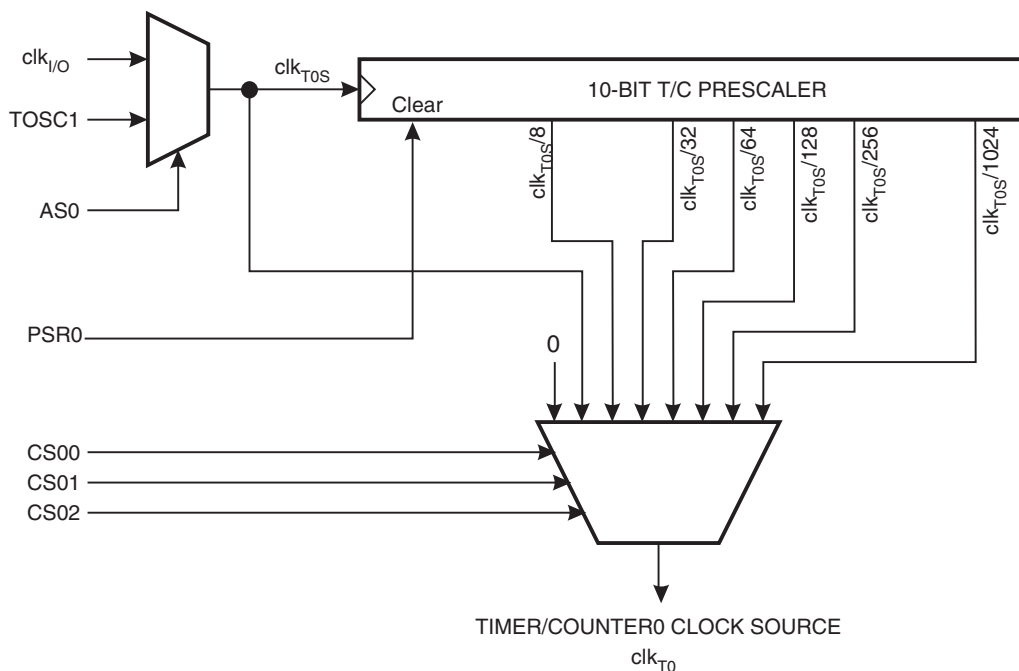 clkI/O
clkT0S
TOSC1
10-BIT T/C PRESCALER
Clear
clkT0S/8
clkT0S/32
clkT0S/64
clkT0S/128
clkT0S/256
clkT0S/1024
AS0
PSR0
0
CS00
CS01
CS02
TIMER/COUNTER0 CLOCK SOURCE
clkT0